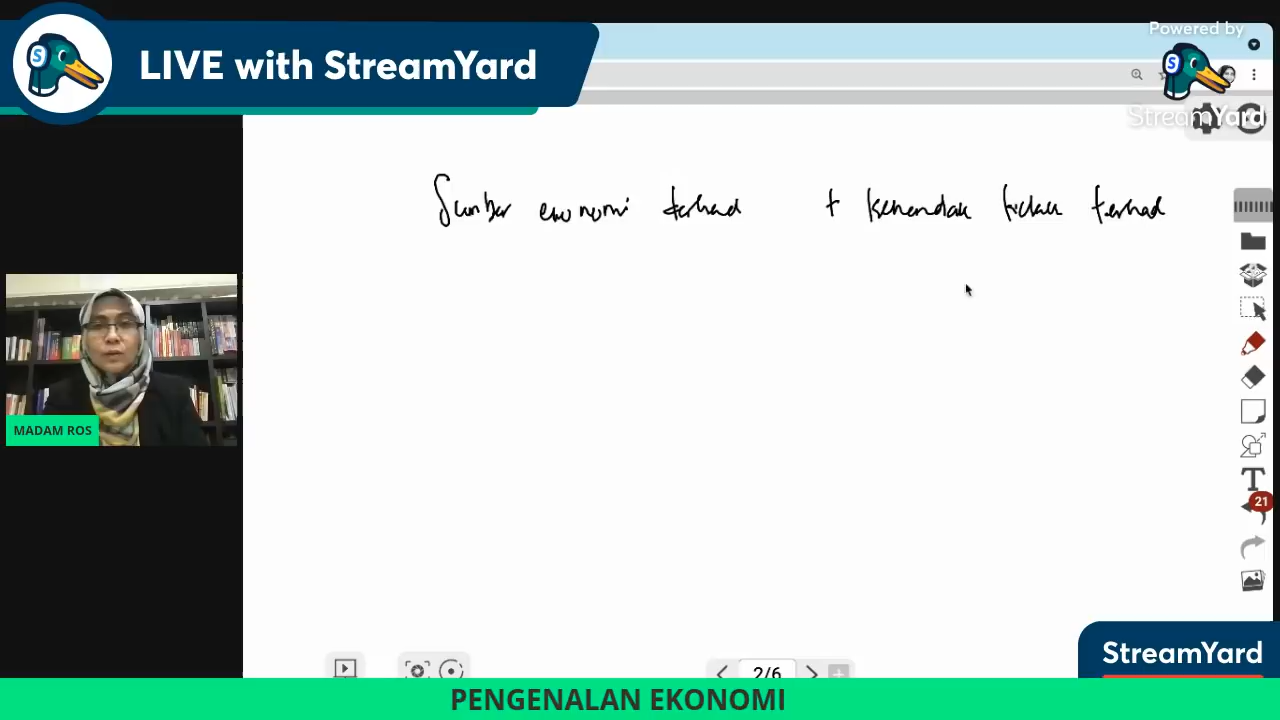 Powered by
LIVE with StreamYard
StreamYard
Sumber ekonomi terhad + kehendak tidak terhad
MADAM ROS
21
2/6
StreamYard
PENGENALAN EKONOMI